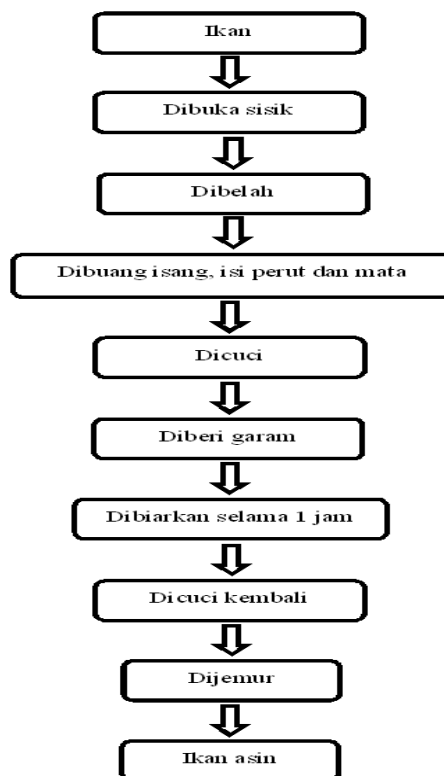 Ikan
Dibuka sisik
Dibelah
Dibuang isang, isi perut dan mata
Dicuci
Diberi garam
Dibiarkan selama 1 jam
Dicuci kembali
Dijemur
Ikan asin